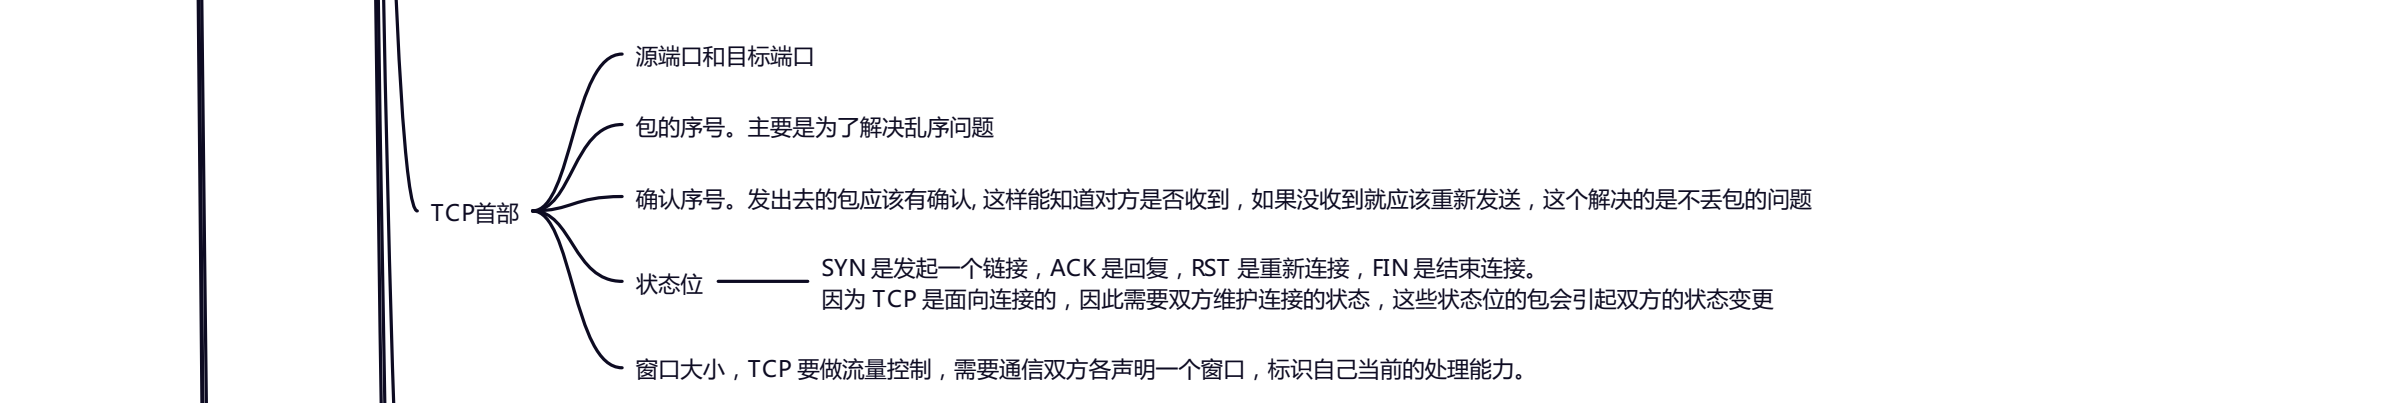 源端口和目标端口
包的序号。主要是为了解决乱序问题
确认序号。发出去的包应该有确认, 这样能知道对方是否收到，如果没收到就应该重新发送，这个解决的是不丢包的问题
TCP首部
状态位
SYN 是发起一个链接，ACK 是回复，RST 是重新连接，FIN 是结束连接。
因为 TCP 是面向连接的，因此需要双方维护连接的状态，这些状态位的包会引起双方的状态变更
窗口大小，TCP 要做流量控制，需要通信双方各声明一个窗口，标识自己当前的处理能力。